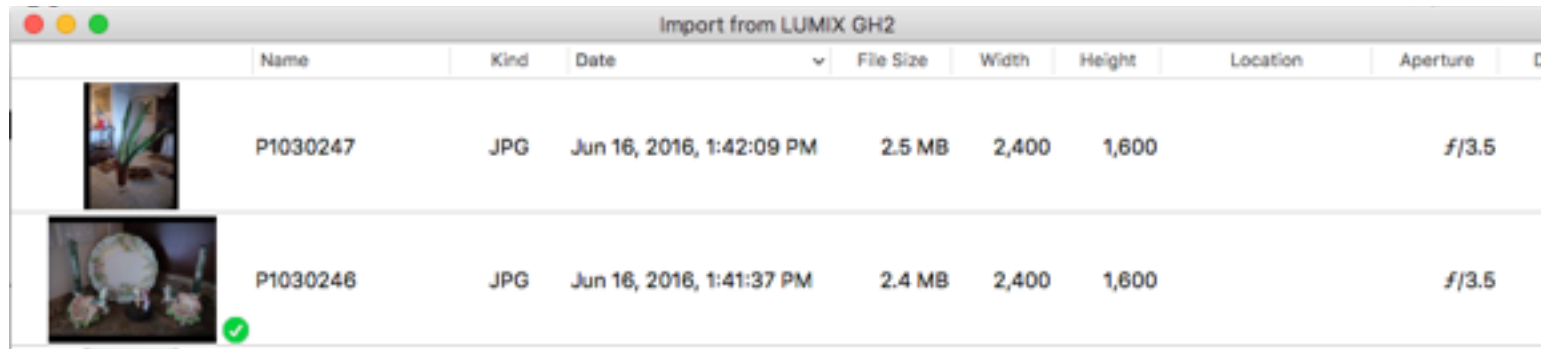 Import from LUMIX GH2
Name Kind Date File Size Width Height Location Aperture
P1030247 JPG Jun 16, 2016, 1:42:09 PM 2.5 MB 2,400 1,600 ƒ/3.5
P1030246 JPG Jun 16, 2016, 1:41:37 PM 2.4 MB 2,400 1,600 ƒ/3.5